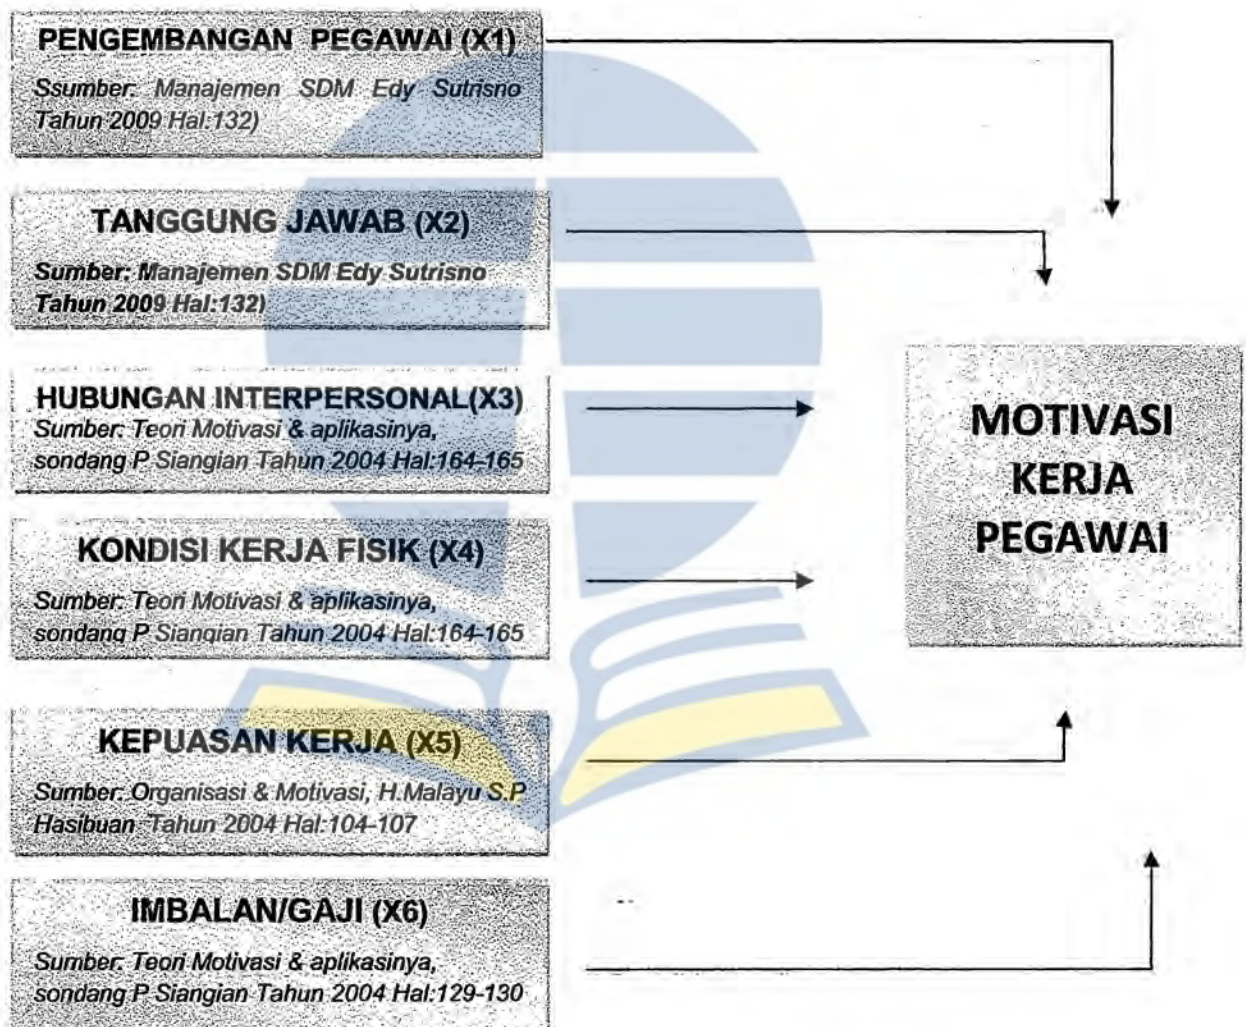 PENGEMBANGAN PEGAWAI (X1)
Ssumber: Manajemen SDM Edy Sutrisno
Tahun 2009 Hal:132)
TANGGUNG JAWAB (X2)
Sumber: Manajemen SDM Edy Sutrisno
Tahun 2009 Hal:132)
HUBUNGAN INTERPERSONAL(X3)
Sumber: Teori Motivasi & aplikasinya,
sondang P Siangian Tahun 2004 Hal:164-165
KONDISI KERJA FISIK (X4)
Sumber: Teori Motivasi & aplikasinya,
sondang P Siangian Tahun 2004 Hal:164-165
KEPUASAN KERJA (X5)
Sumber: Organisasi & Motivasi, H.Malayu S.P
Hasibuan Tahun 2004 Hal:104-107
IMBALAN/GAJI (X6)
Sumber: Teori Motivasi & aplikasinya,
sondang P Siangian Tahun 2004 Hal:129-130
MOTIVASI
KERJA
PEGAWAI